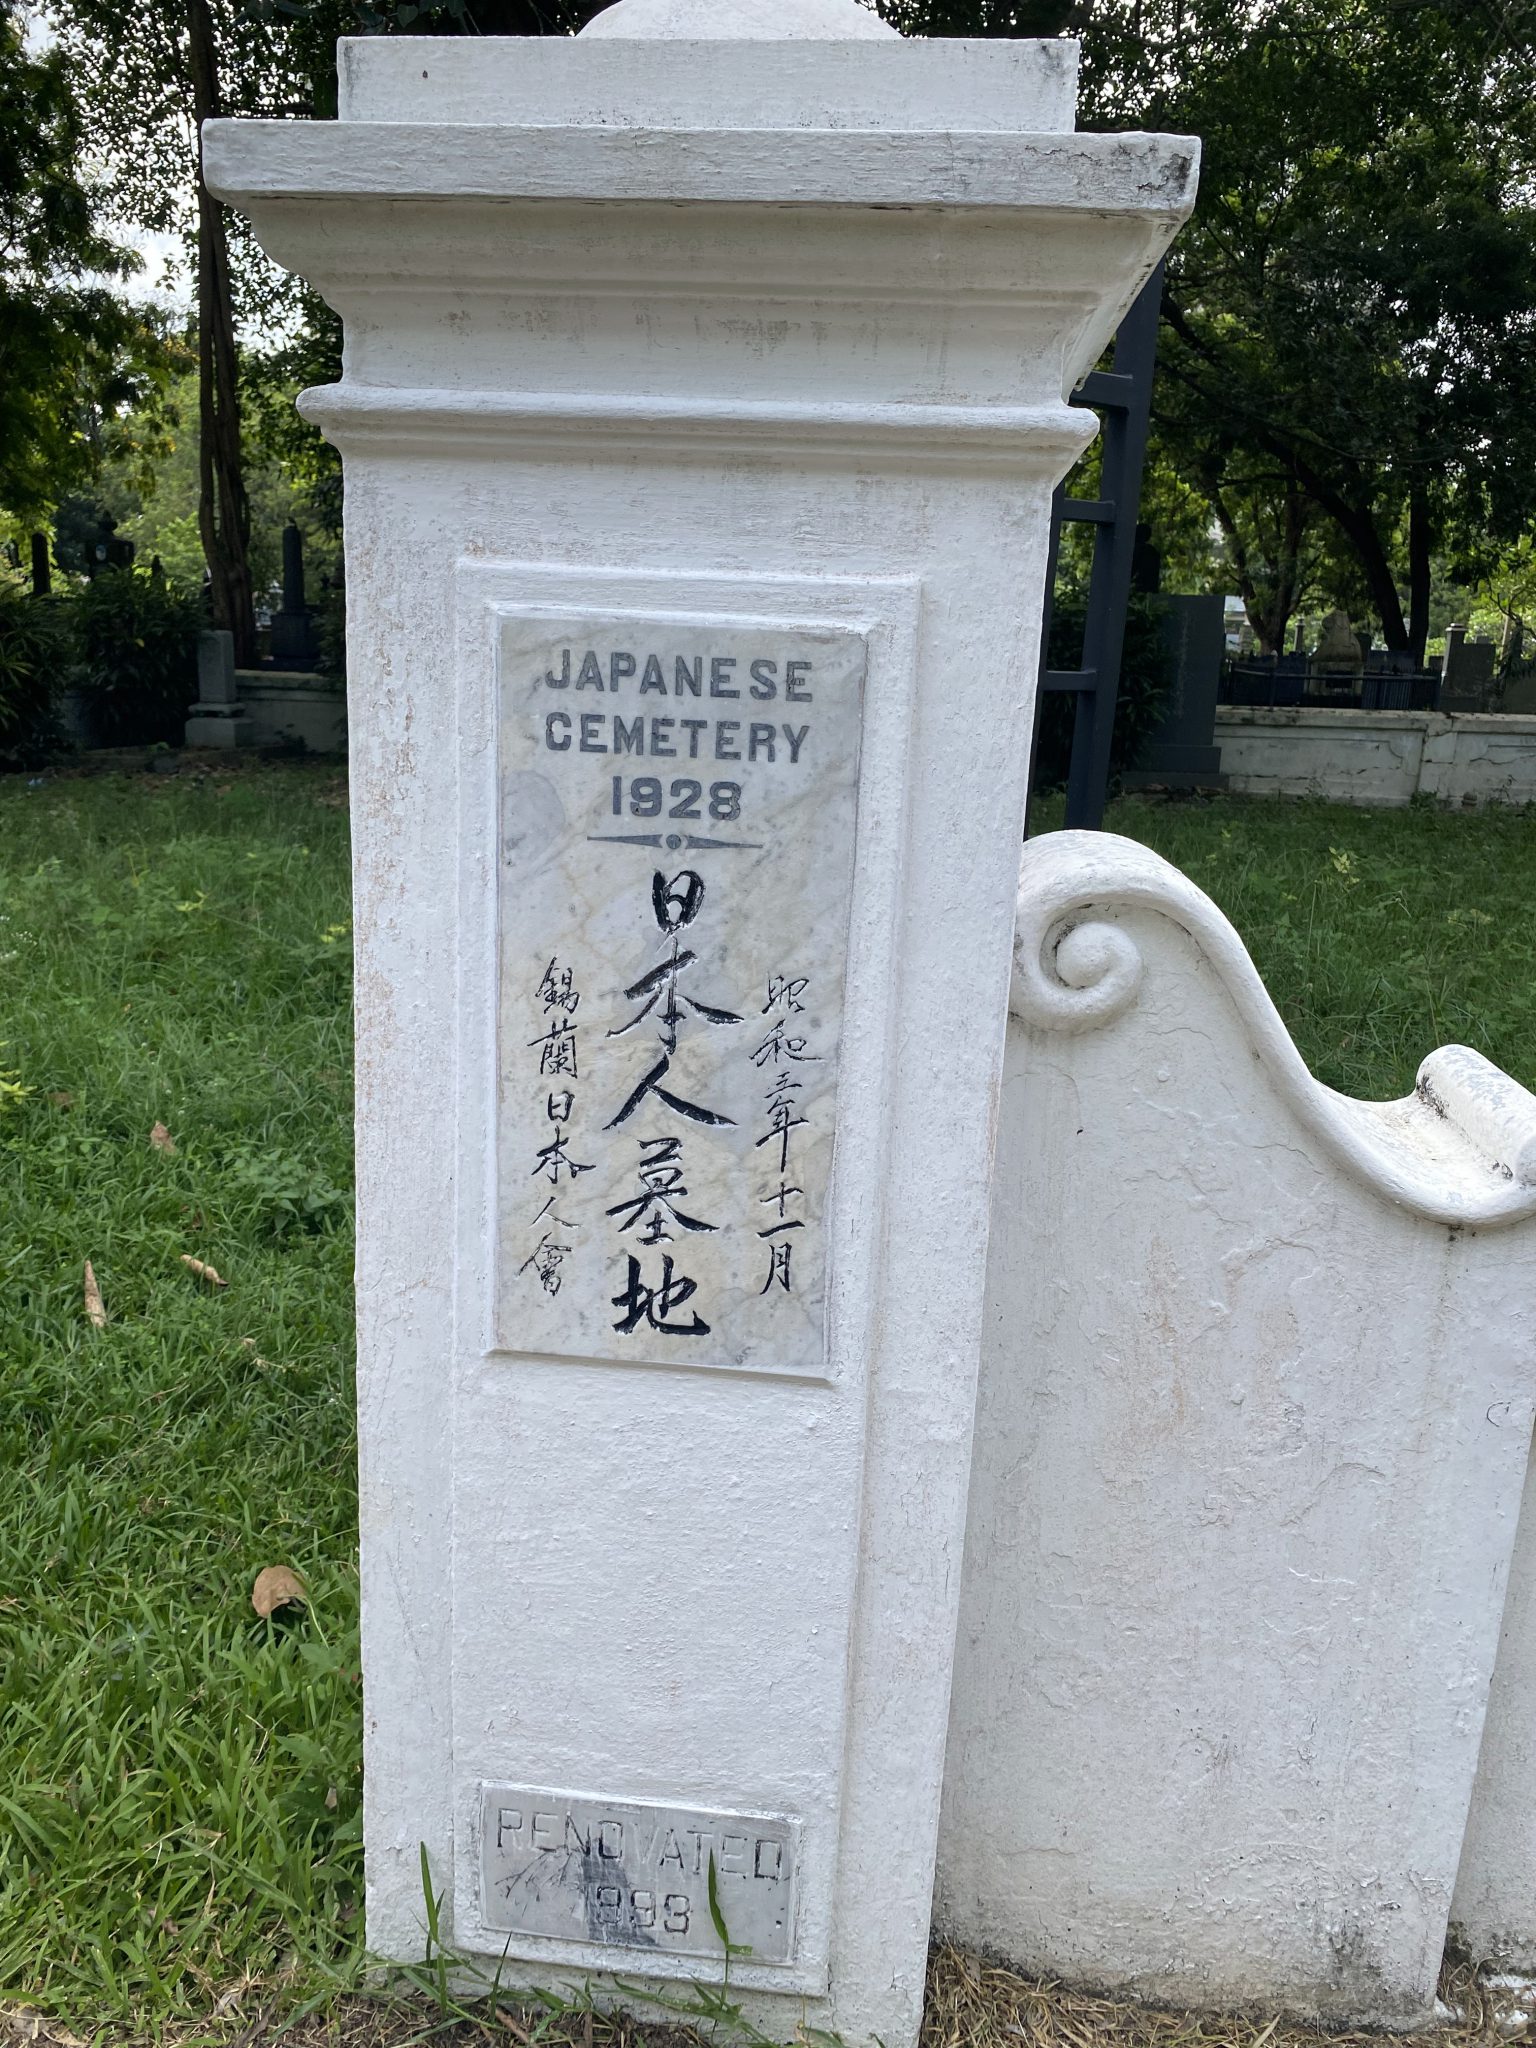 JAPANESE
CEMETERY
1928
昭和三年十一月
日本人墓地
錫蘭日本人會
RENOVATED
1993